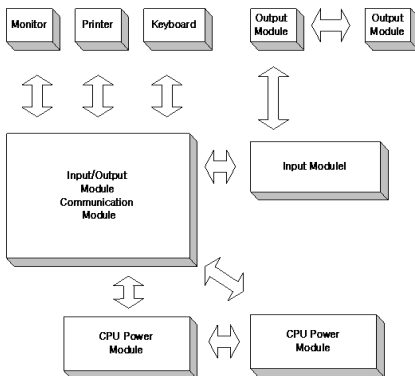 Monitor
Printer
Keyboard
Output
Module
Output
Module
Input/Output
Module
Communication
Module
Input Modulel
CPU Power
Module
CPU Power
Module